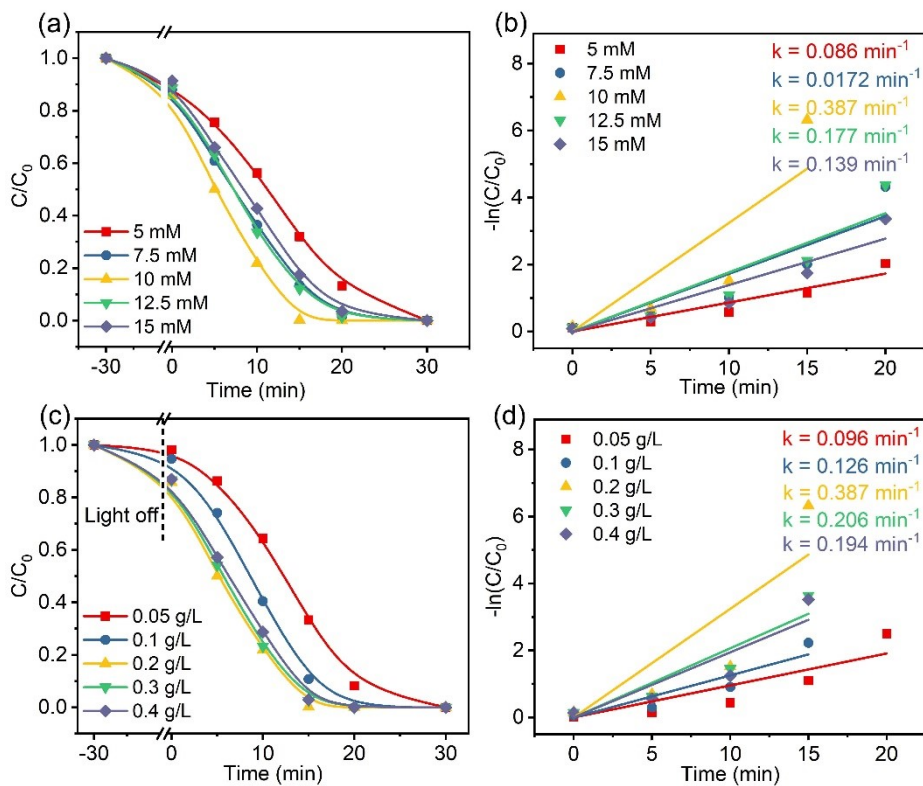 (a)
C/C₀
1.0
0.8
0.6
0.4
0.2
0.0
5 mM
7.5 mM
10 mM
12.5 mM
15 mM
-30 0 10 20 30
Time (min)
(b)
-ln(C/C₀)
8
6
4
2
0
5 mM
7.5 mM
10 mM
12.5 mM
15 mM
k = 0.086 min⁻¹
k = 0.0172 min⁻¹
k = 0.387 min⁻¹
k = 0.177 min⁻¹
k = 0.139 min⁻¹
0 5 10 15 20
Time (min)
(c)
C/C₀
1.0
0.8
0.6
0.4
0.2
0.0
Light off
0.05 g/L
0.1 g/L
0.2 g/L
0.3 g/L
0.4 g/L
-30 0 10 20 30
Time (min)
(d)
-ln(C/C₀)
8
6
4
2
0
0.05 g/L
0.1 g/L
0.2 g/L
0.3 g/L
0.4 g/L
k = 0.096 min⁻¹
k = 0.126 min⁻¹
k = 0.387 min⁻¹
k = 0.206 min⁻¹
k = 0.194 min⁻¹
0 5 10 15 20
Time (min)